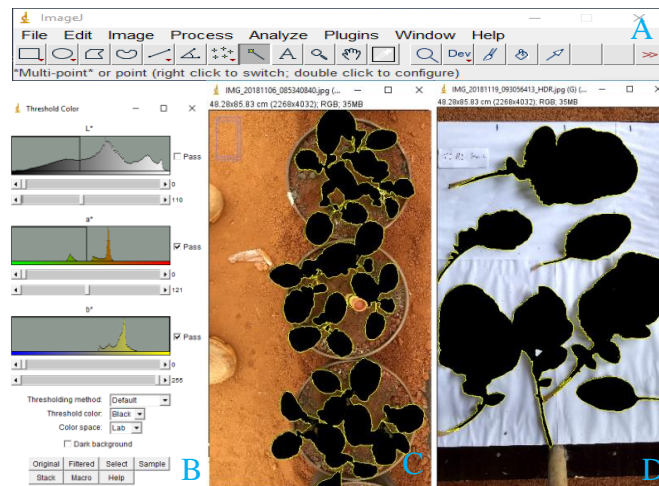 ImageJ
A
File Edit Image Process Analyze Plugins Window Help
A Dev >>
*Multi-point* or point (right click to switch; double click to configure)
Threshold Color
L*
Pass
0
110
a*
Pass
0
121
b*
Pass
0
255
Thresholding method: Default
Threshold color: Black
Color space: Lab
Dark background
Original Filtered Select Sample
Stack Macro Help
B
IMG_20181106_085340840.jpg (...
48.28x85.83 cm (2268x4032); RGB; 35MB
C
IMG_20181119_093056413_HDR.jpg (G) (...
48.28x85.83 cm (2268x4032); RGB; 35MB
D